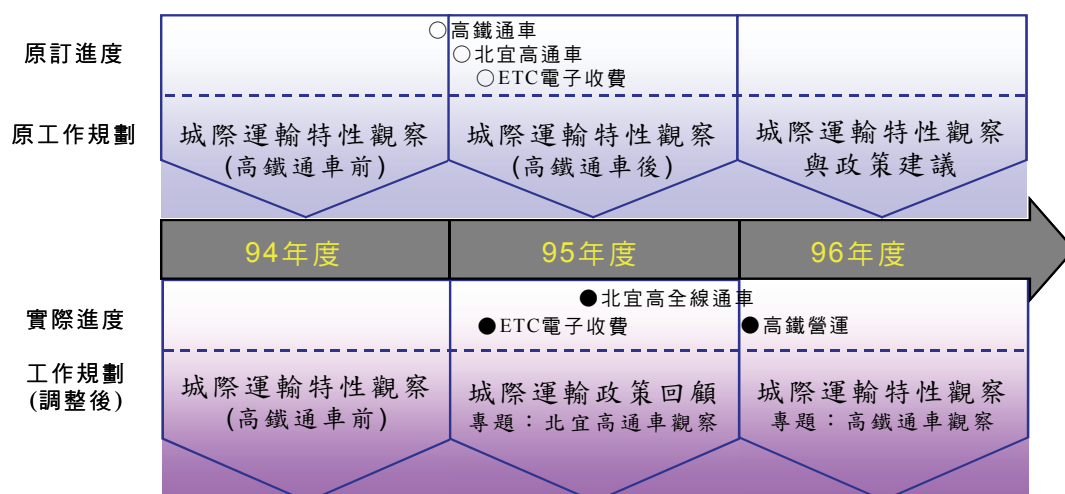 ○高鐵通車
原訂進度
○北宜高通車
○ETC電子收費
原工作規劃
城際運輸特性觀察
(高鐵通車前)
城際運輸特性觀察
(高鐵通車後)
城際運輸特性觀察
與政策建議
94年度
95年度
96年度
實際進度
●北宜高全線通車
●ETC電子收費
●高鐵營運
工作規劃
(調整後)
城際運輸特性觀察
(高鐵通車前)
城際運輸政策回顧
專題：北宜高通車觀察
城際運輸特性觀察
專題：高鐵通車觀察